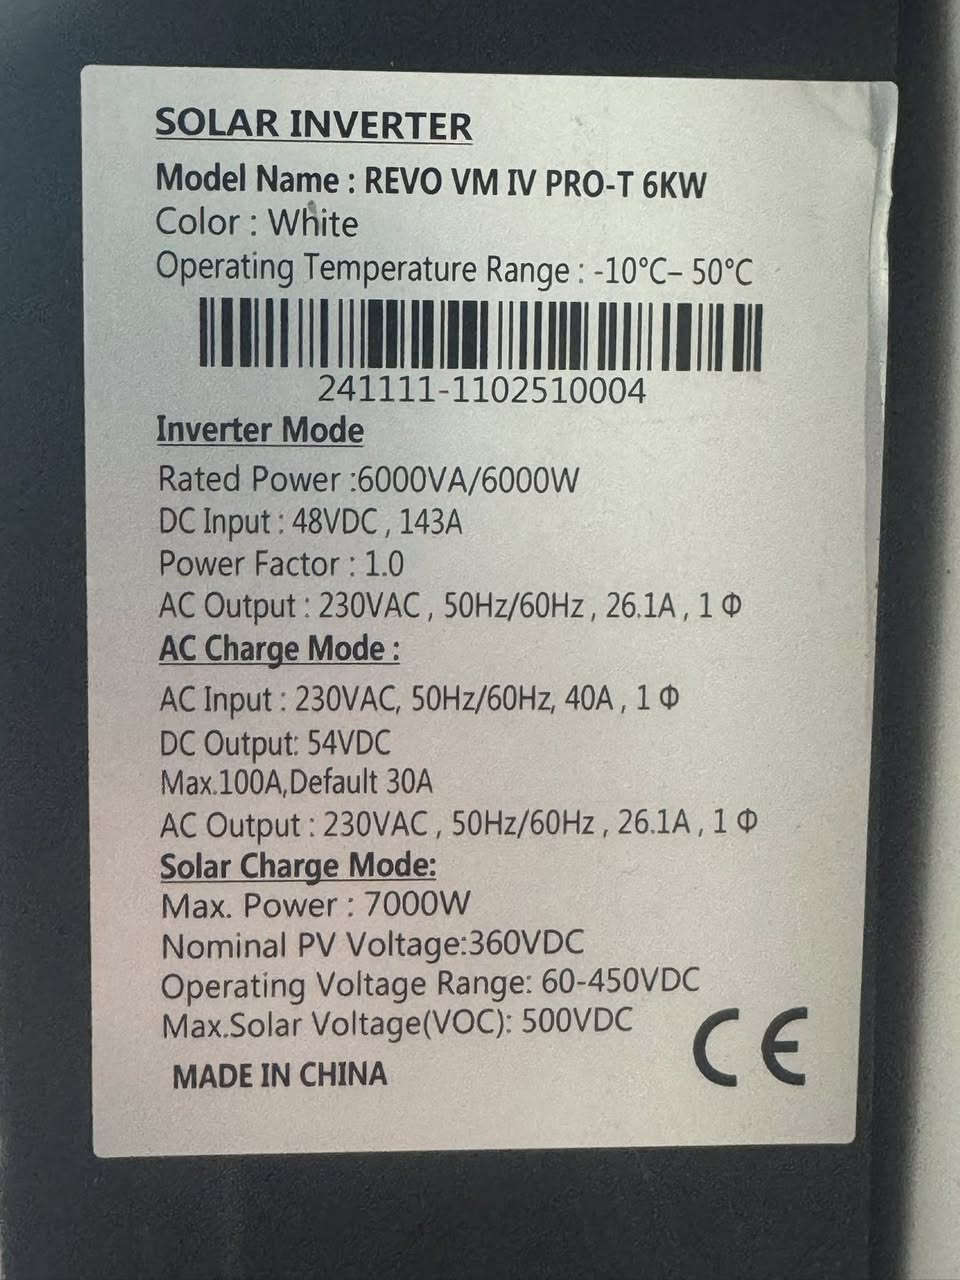 SOLAR INVERTER
Model Name : REVO VM IV PRO-T 6KW
Color : White
Operating Temperature Range : -10°C– 50°C
241111-1102510004
Inverter Mode
Rated Power :6000VA/6000W
DC Input : 48VDC , 143A
Power Factor : 1.0
AC Output : 230VAC , 50Hz/60Hz , 26.1A , 1 Φ
AC Charge Mode :
AC Input : 230VAC, 50Hz/60Hz, 40A , 1 Φ
DC Output: 54VDC
Max.100A,Default 30A
AC Output : 230VAC , 50Hz/60Hz , 26.1A , 1 Φ
Solar Charge Mode:
Max. Power : 7000W
Nominal PV Voltage:360VDC
Operating Voltage Range: 60-450VDC
Max.Solar Voltage(VOC): 500VDC
MADE IN CHINA
CE